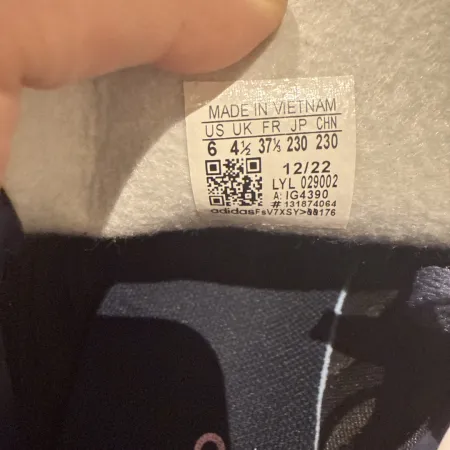 MADE IN VIETNAM
US UK FR JP CHN
6 4½ 37⅓ 230 230
12/22
LYL 029002
A: IG4390
# 131874064
adidas